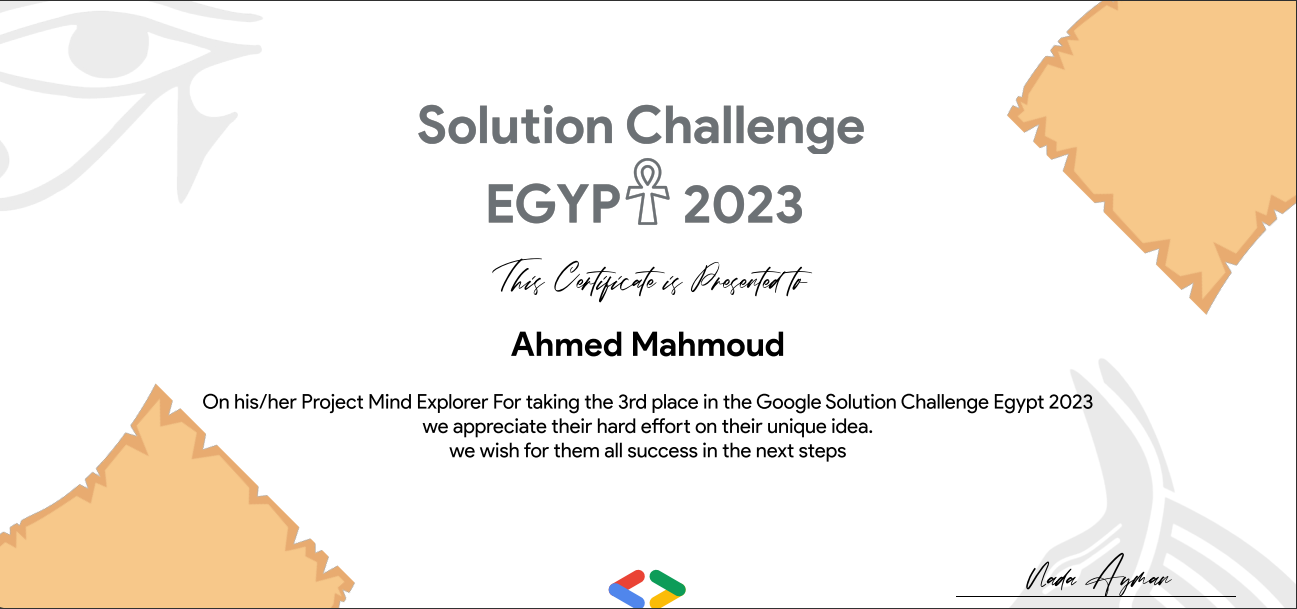 Solution Challenge
EGYP☥ 2023
This Certificate is Presented to
Ahmed Mahmoud
On his/her Project Mind Explorer For taking the 3rd place in the Google Solution Challenge Egypt 2023
we appreciate their hard effort on their unique idea.
we wish for them all success in the next steps
Nada Ayman